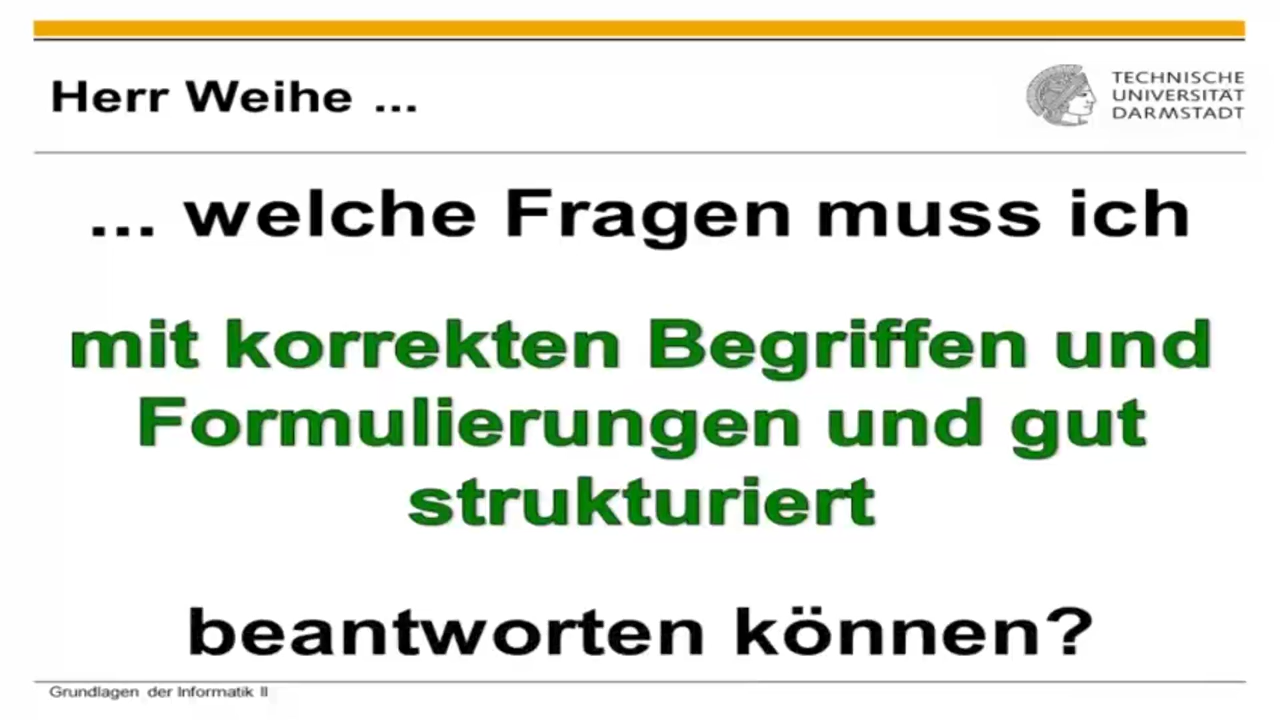 Herr Weihe ...
TECHNISCHE
UNIVERSITÄT
DARMSTADT
... welche Fragen muss ich
mit korrekten Begriffen und
Formulierungen und gut
strukturiert
beantworten können?
Grundlagen der Informatik II